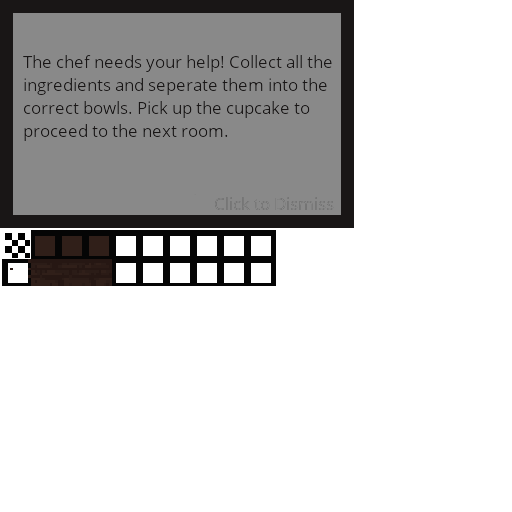 The chef needs your help! Collect all the
ingredients and seperate them into the
correct bowls. Pick up the cupcake to
proceed to the next room.
Click to Dismiss